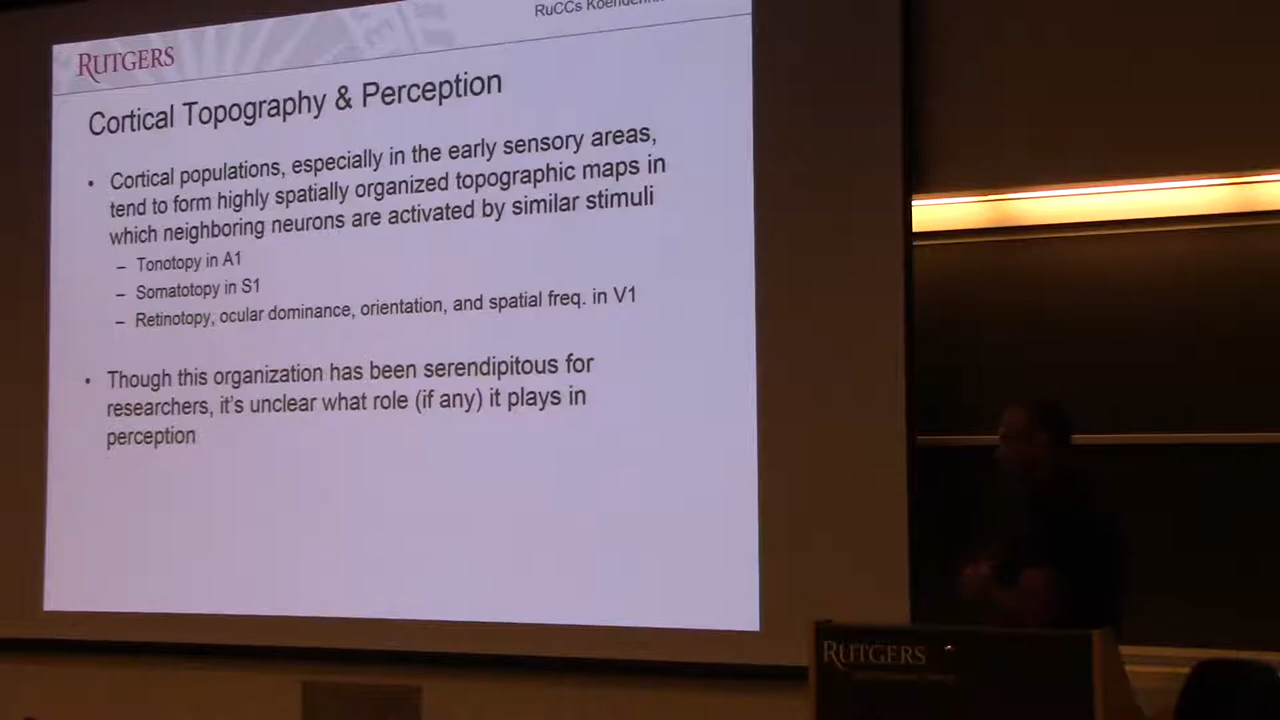 RuCCs
RUTGERS
Cortical Topography & Perception
• Cortical populations, especially in the early sensory areas,
tend to form highly spatially organized topographic maps in
which neighboring neurons are activated by similar stimuli
– Tonotopy in A1
– Somatotopy in S1
– Retinotopy, ocular dominance, orientation, and spatial freq. in V1
• Though this organization has been serendipitous for
researchers, it's unclear what role (if any) it plays in
perception
RUTGERS